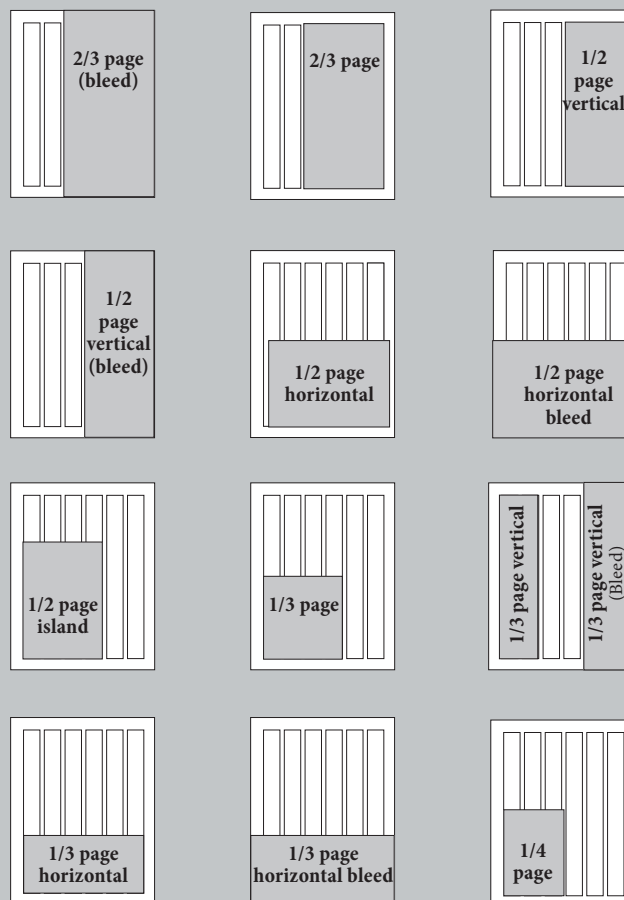 2/3 page
(bleed)
2/3 page
1/2
page
vertical
1/2
page
vertical
(bleed)
1/2 page
horizontal
1/2 page
horizontal
bleed
1/2 page
island
1/3 page
1/3 page vertical
1/3 page vertical
(Bleed)
1/3 page
horizontal
1/3 page
horizontal bleed
1/4
page